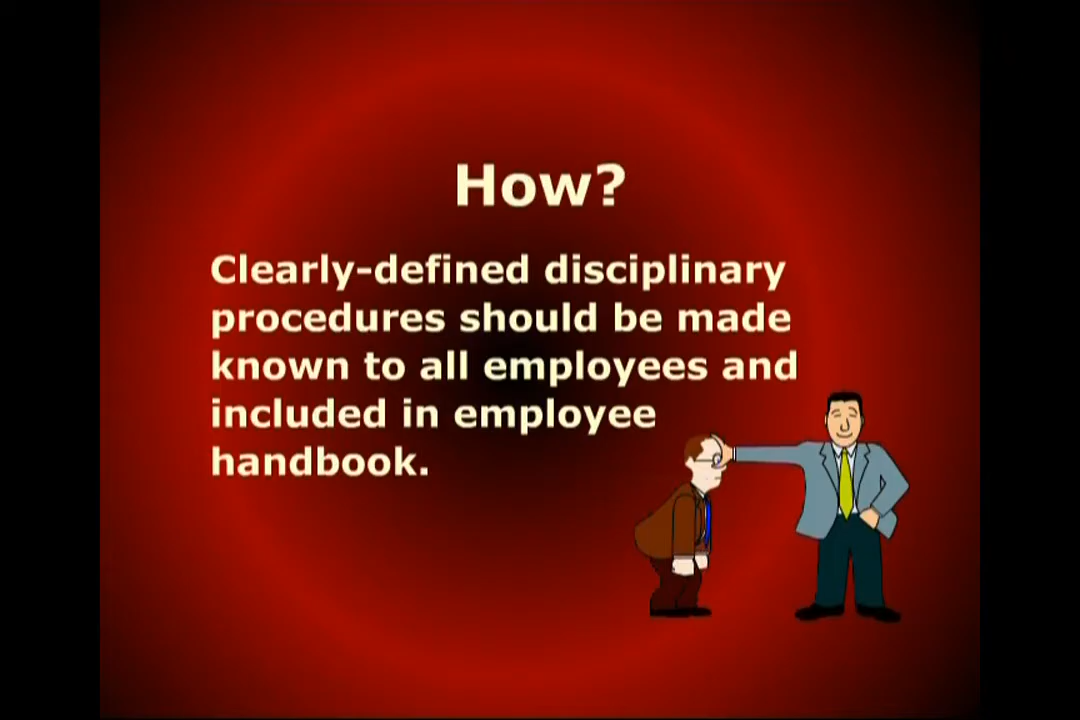 How?
Clearly-defined disciplinary
procedures should be made
known to all employees and
included in employee
handbook.